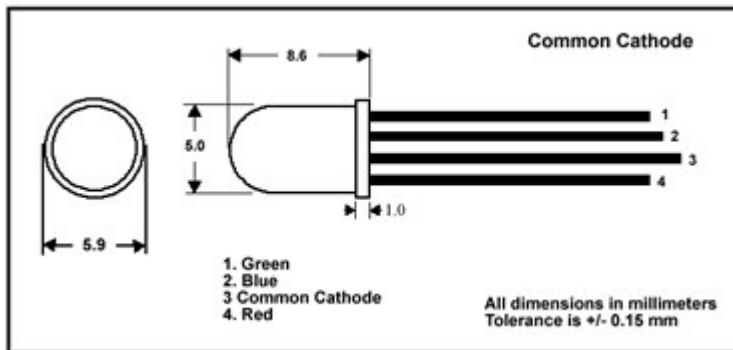 Common Cathode
8.6
5.0
5.9
1.0
1
2
3
4
1. Green
2. Blue
3 Common Cathode
4. Red
All dimensions in millimeters
Tolerance is +/- 0.15 mm